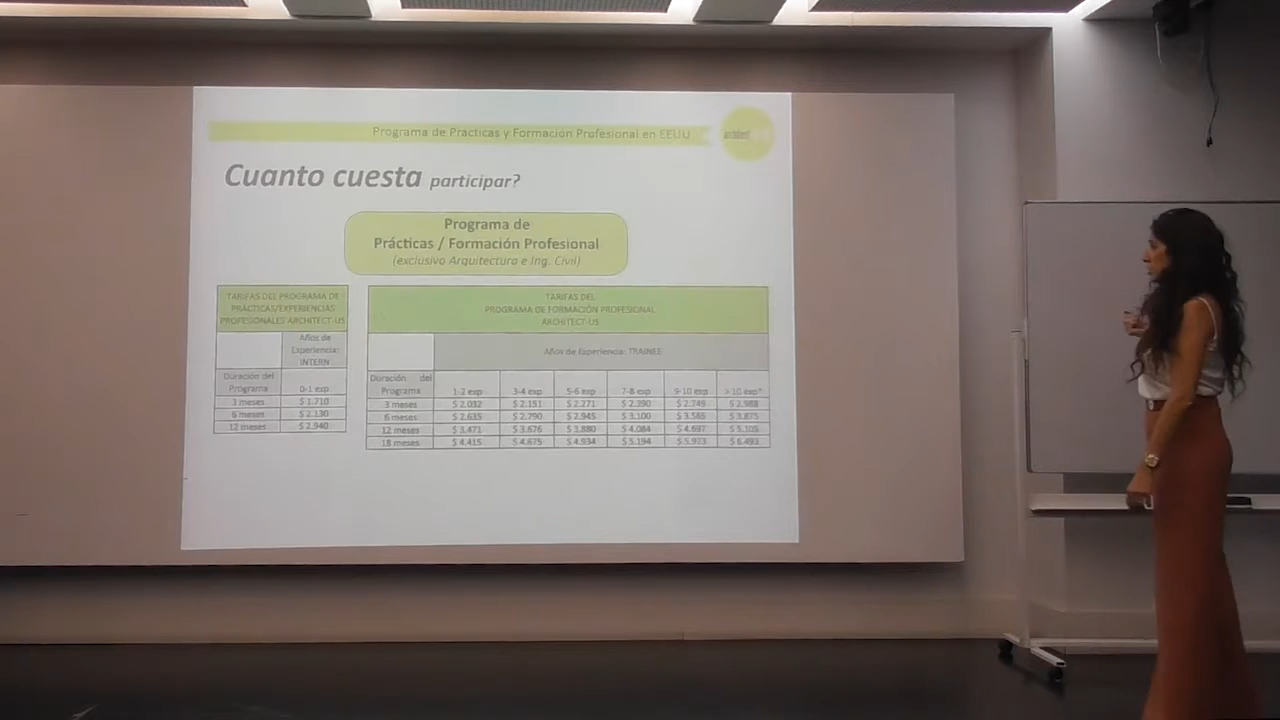 Programa de Practicas y Formación Profesional en EEUU
Cuanto cuesta participar?
Programa de
Prácticas / Formación Profesional
(exclusivo Arquitectura e Ing. Civil)
TARIFAS DEL PROGRAMA DE
PRÁCTICAS/EXPERIENCIAS
PROFESIONALES ARCHITECT-US
Años de
Experiencia:
INTERN
Duración del
Programa 0-1 exp
3 meses $ 1.710
6 meses $ 2.130
12 meses $ 2.940
TARIFAS DEL
PROGRAMA DE FORMACIÓN PROFESIONAL
ARCHITECT-US
Años de Experiencia: TRAINEE
Duración del
Programa 1-2 exp 3-4 exp 5-6 exp 7-8 exp 9-10 exp >10 exp*
3 meses $ 2.032 $ 2.151 $ 2.271 $ 2.390 $ 2.749 $ 2.988
6 meses $ 2.635 $ 2.790 $ 2.945 $ 3.100 $ 3.565 $ 3.875
12 meses $ 3.471 $ 3.676 $ 3.880 $ 4.084 $ 4.697 $ 5.105
18 meses $ 4.415 $ 4.675 $ 4.934 $ 5.194 $ 5.973 $ 6.493